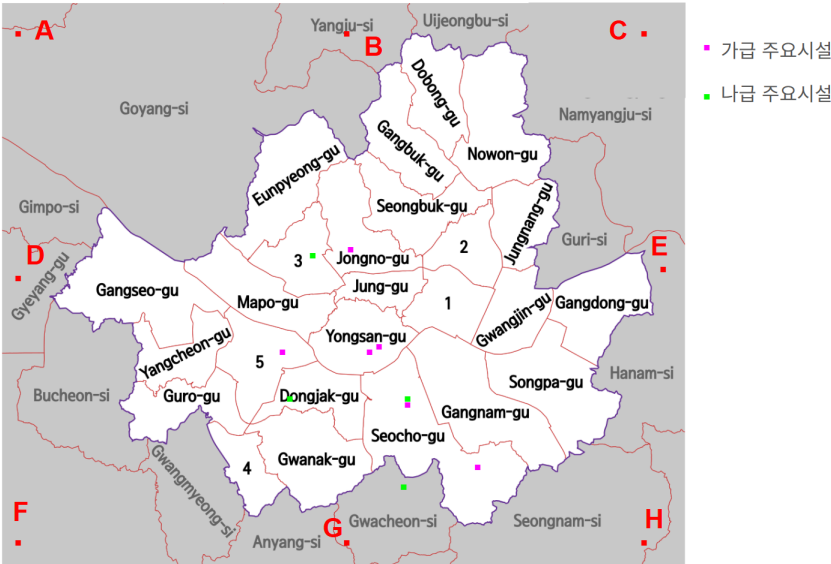 A
Yangju-si
Uijeongbu-si
B
C
가급 주요시설
나급 주요시설
Goyang-si
Dobong-gu
Namyangju-si
Gangbuk-gu
Nowon-gu
Eunpyeong-gu
Gimpo-si
Seongbuk-gu
Jungnang-gu
D
3
Jongno-gu
2
Guri-si
E
Gyeyang-gu
Gangseo-gu
Jung-gu
Mapo-gu
1
Gwangjin-gu
Gangdong-gu
Yangcheon-gu
5
Yongsan-gu
Hanam-si
Bucheon-si
Guro-gu
Dongjak-gu
Songpa-gu
Gangnam-gu
Seocho-gu
4
Gwanak-gu
Gwangmyeong-si
F
G
Gwacheon-si
Seongnam-si
H
Anyang-si